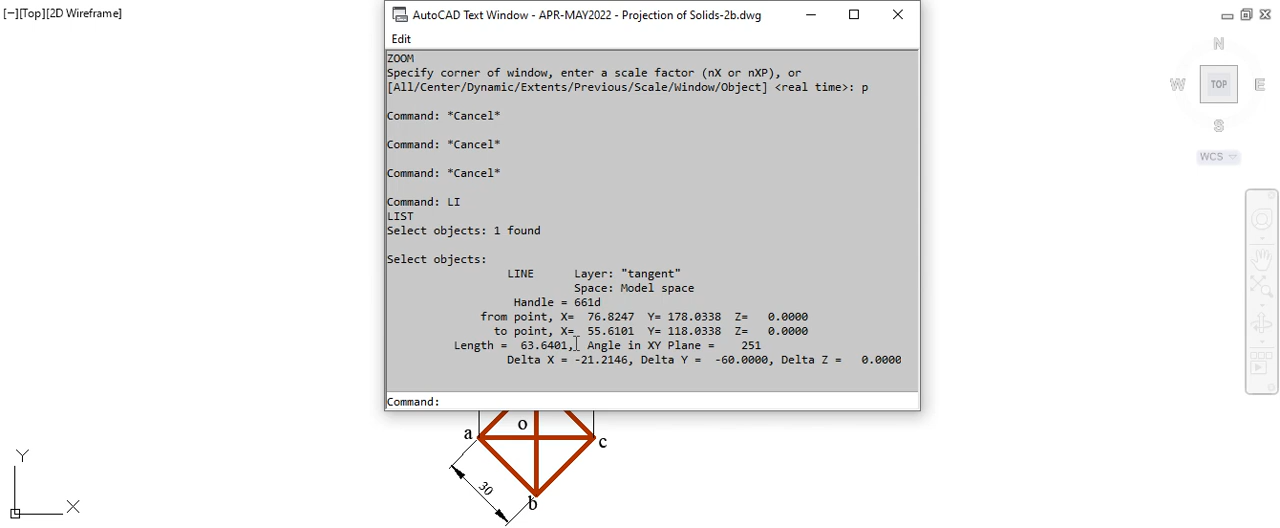 [−][Top][2D Wireframe]
AutoCAD Text Window - APR-MAY2022 - Projection of Solids-2b.dwg
Edit
ZOOM
Specify corner of window, enter a scale factor (nX or nXP), or
[All/Center/Dynamic/Extents/Previous/Scale/Window/Object] <real time>: p
Command: *Cancel*
Command: *Cancel*
Command: *Cancel*
Command: LI
LIST
Select objects: 1 found
Select objects:
LINE Layer: "tangent"
Space: Model space
Handle = 661d
from point, X= 76.8247 Y= 178.0338 Z= 0.0000
to point, X= 55.6101 Y= 118.0338 Z= 0.0000
Length = 63.6401, Angle in XY Plane = 251
Delta X = -21.2146, Delta Y = -60.0000, Delta Z = 0.0000
Command:
N
W TOP E
S
WCS
a o c
30
b
Y
X